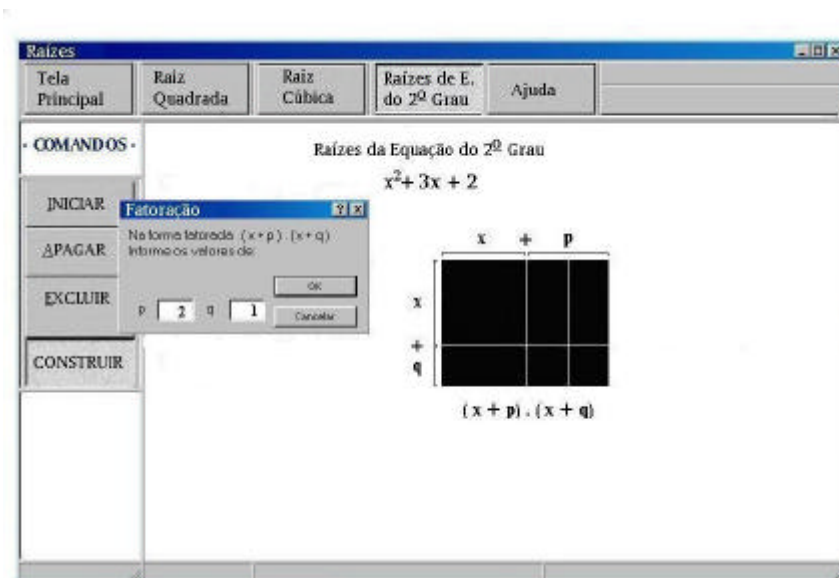 Raízes
Tela Principal
Raiz Quadrada
Raiz Cúbica
Raízes de E. do 2º Grau
Ajuda
- COMANDOS -
INICIAR
APAGAR
EXCLUIR
CONSTRUIR
Raízes da Equação do 2º Grau
x²+ 3x + 2
Fatoração
Na forma fatorada (x+p).(x+q)
Informe os valores de:
p 2 q 1
OK
Cancelar
x + p
x
+
q
(x + p) . (x + q)